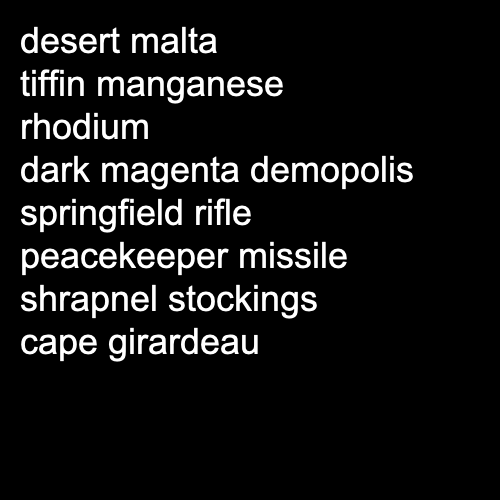 desert malta
tiffin manganese
rhodium
dark magenta demopolis
springfield rifle
peacekeeper missile
shrapnel stockings
cape girardeau